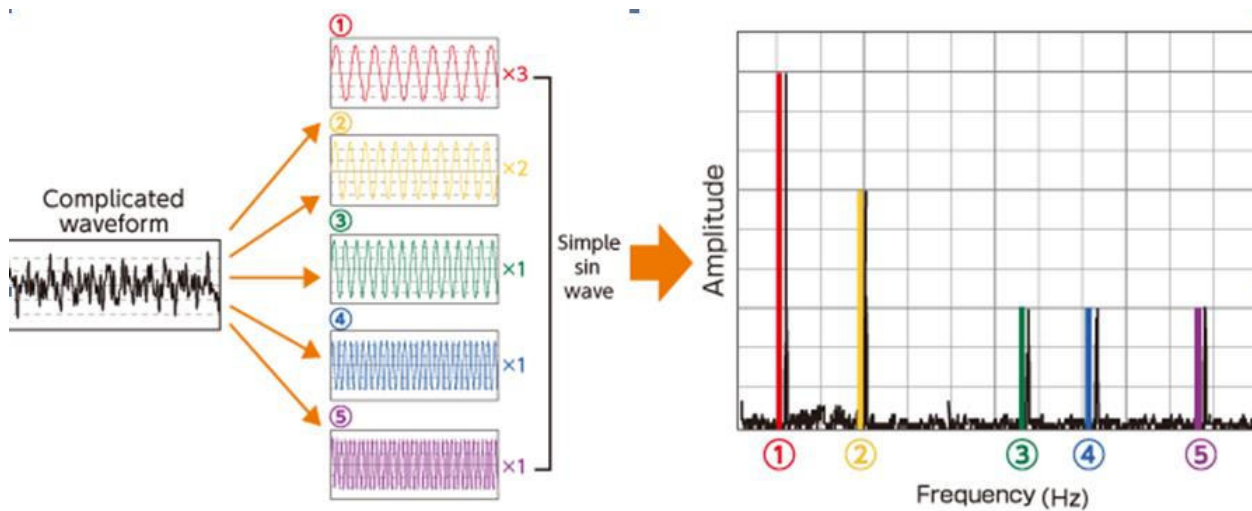 Complicated
waveform
①
×3
②
×2
③
×1
④
×1
⑤
×1
Simple
sin
wave
Amplitude
① ② ③ ④ ⑤
Frequency (Hz)